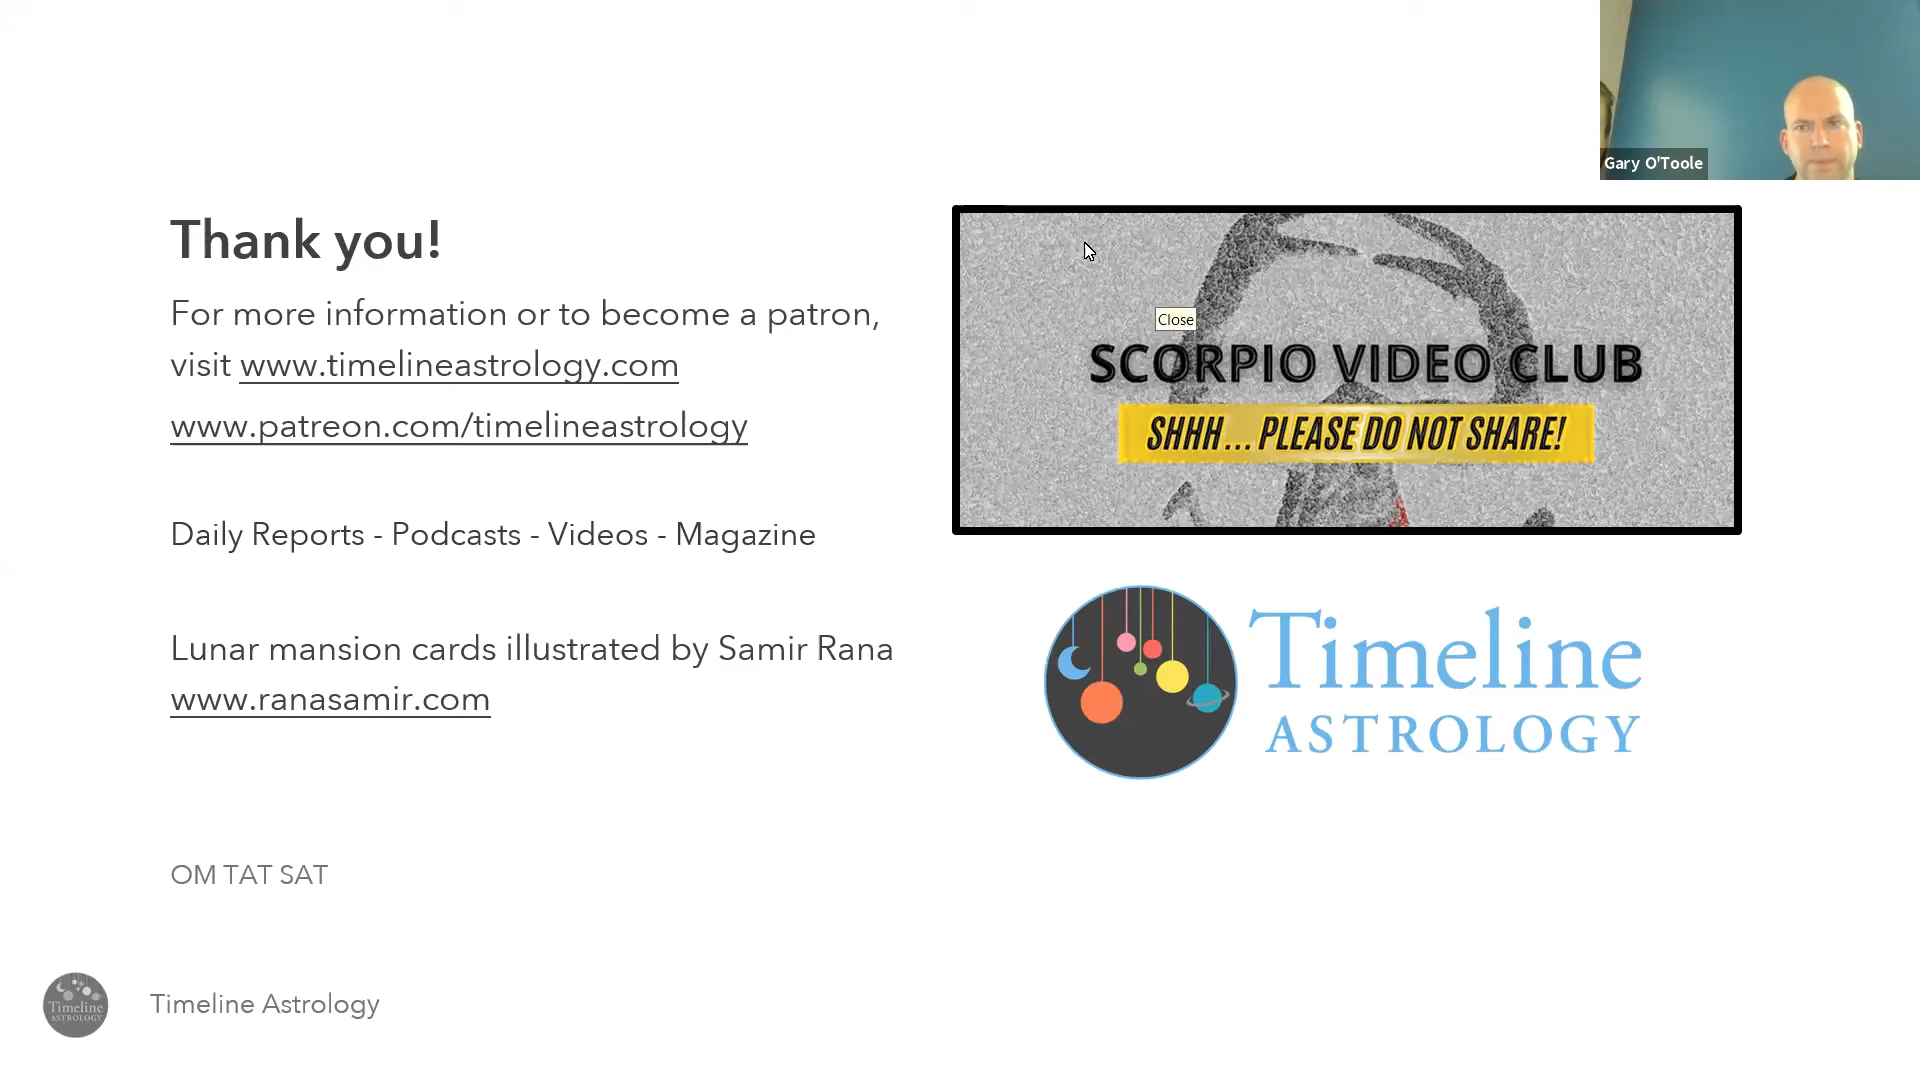 Gary O'Toole
Thank you!
For more information or to become a patron,
visit www.timelineastrology.com
www.patreon.com/timelineastrology
Daily Reports - Podcasts - Videos - Magazine
Lunar mansion cards illustrated by Samir Rana
www.ranasamir.com
OM TAT SAT
Close
SCORPIO VIDEO CLUB
SHHH... PLEASE DO NOT SHARE!
Timeline
ASTROLOGY
Timeline
ASTROLOGY
Timeline Astrology